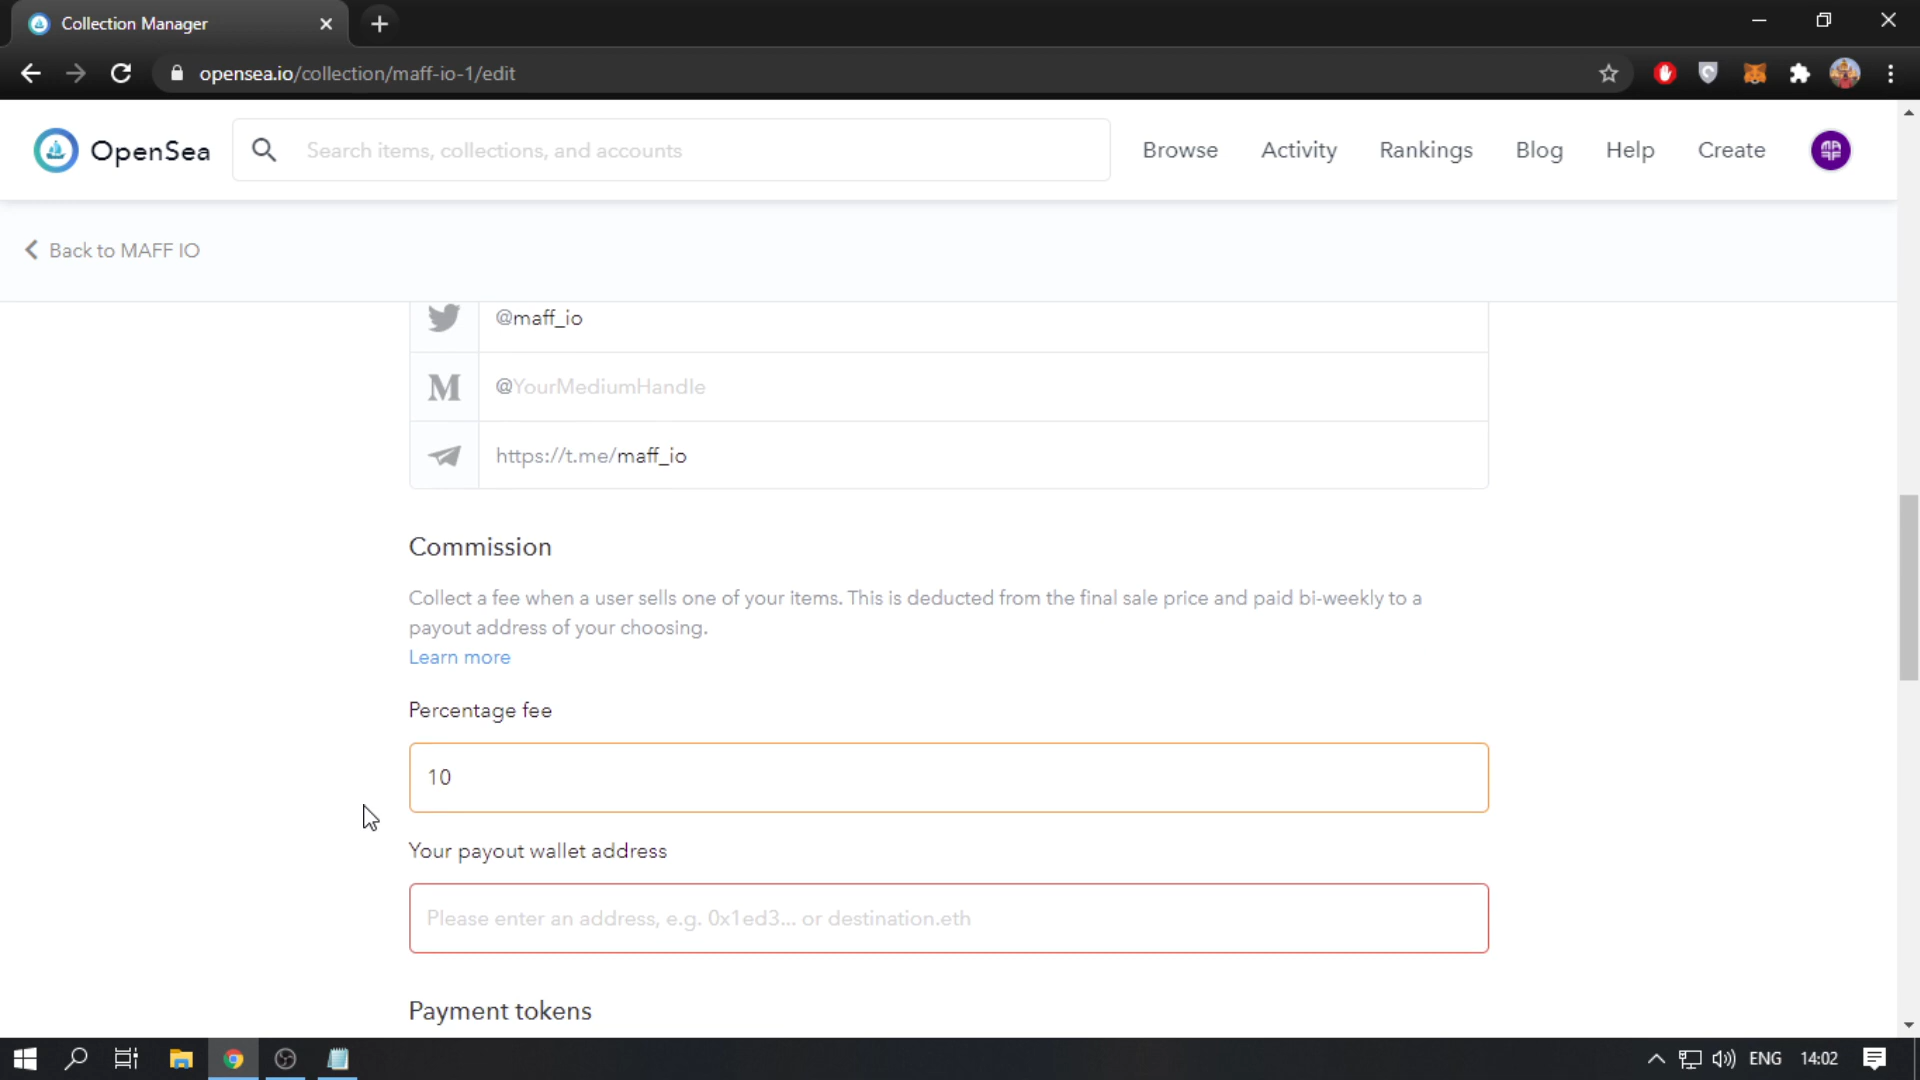 Collection Manager
opensea.io/collection/maff-io-1/edit
OpenSea
Search items, collections, and accounts
Browse
Activity
Rankings
Blog
Help
Create
Back to MAFF IO
@maff_io
M
@YourMediumHandle
https://t.me/maff_io
Commission
Collect a fee when a user sells one of your items. This is deducted from the final sale price and paid bi-weekly to a
payout address of your choosing.
Learn more
Percentage fee
10
Your payout wallet address
Please enter an address, e.g. 0x1ed3... or destination.eth
Payment tokens
ENG
14:02